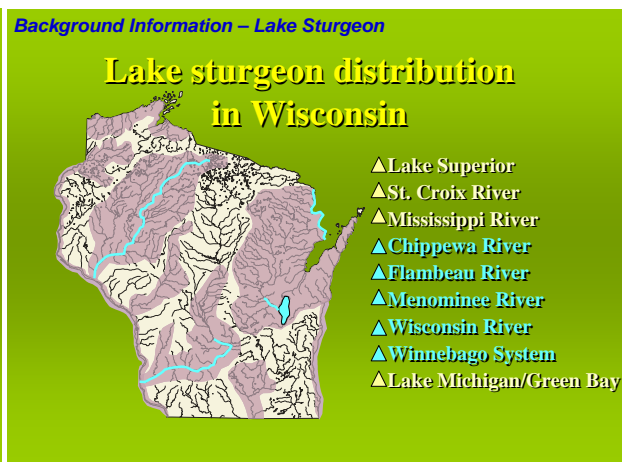 Background Information – Lake Sturgeon
Lake sturgeon distribution
in Wisconsin
Lake Superior
St. Croix River
Mississippi River
Chippewa River
Flambeau River
Menominee River
Wisconsin River
Winnebago System
Lake Michigan/Green Bay